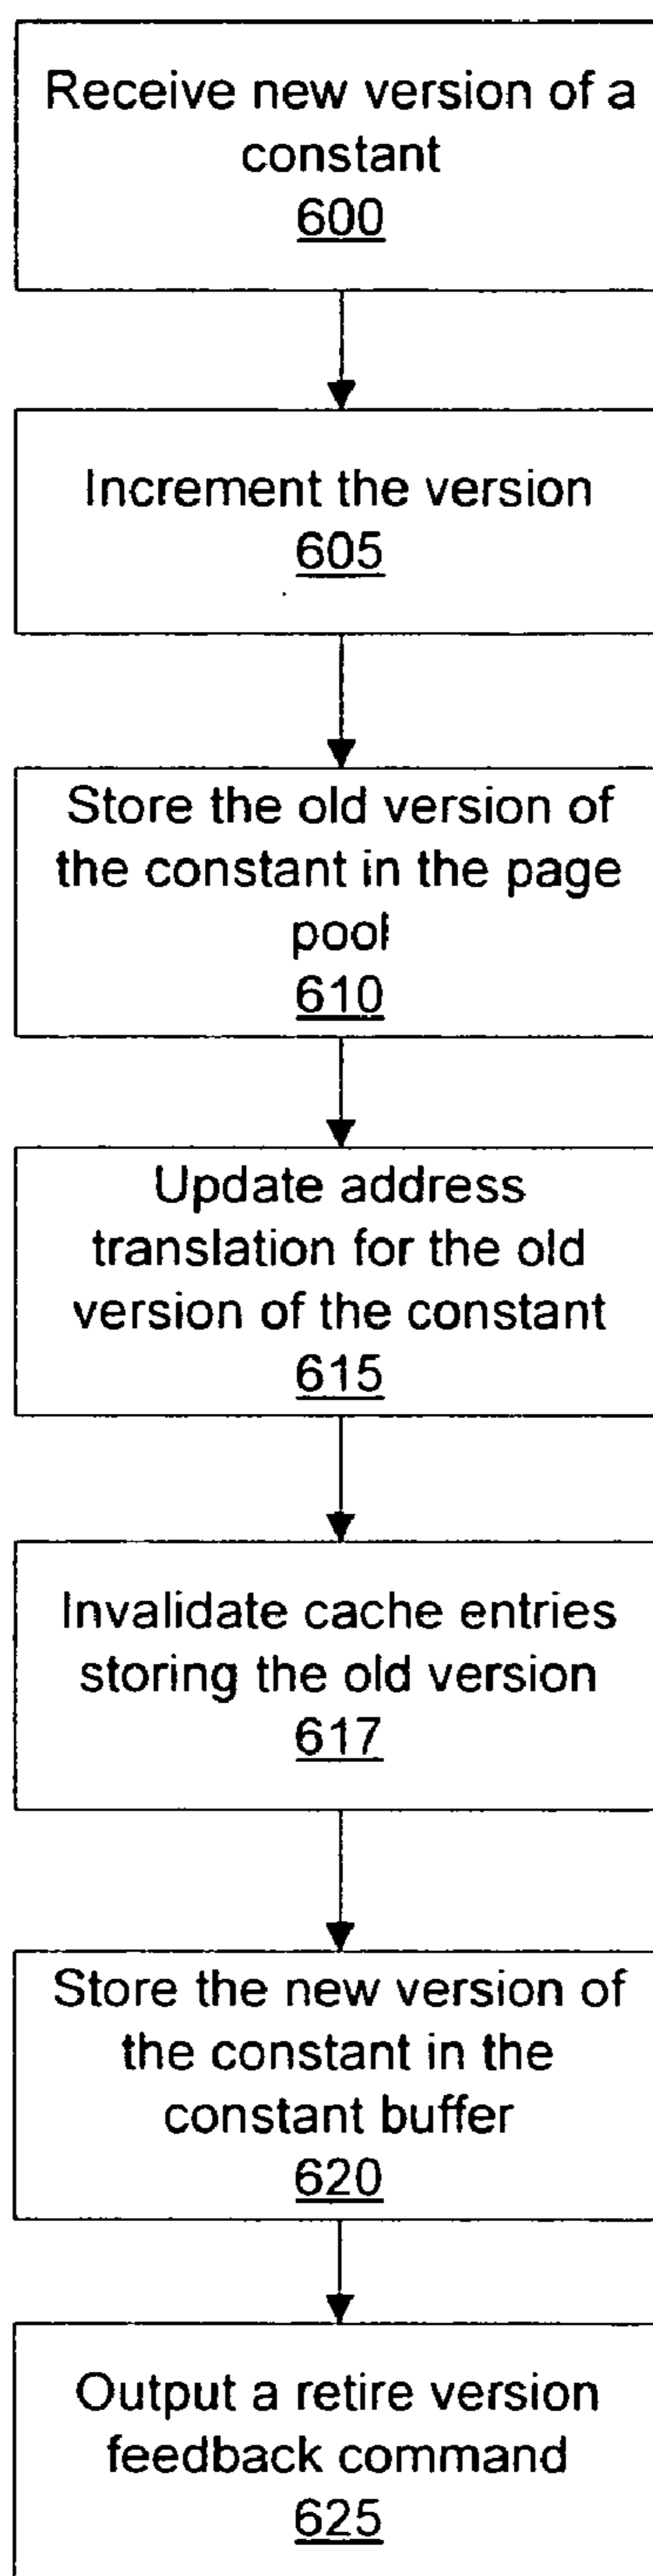 Receive new version of a
constant
600
Increment the version
605
Store the old version of
the constant in the page
pool
610
Update address
translation for the old
version of the constant
615
Invalidate cache entries
storing the old version
617
Store the new version of
the constant in the
constant buffer
620
Output a retire version
feedback command
625